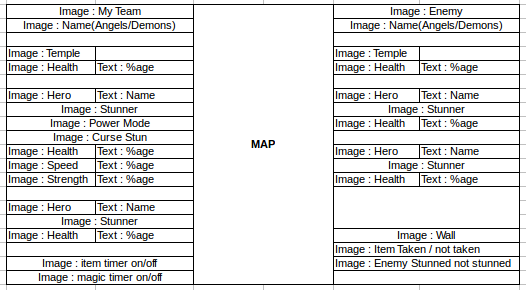 Image : My Team
Image : Name(Angels/Demons)
Image : Temple
Image : Health Text : %age
Image : Hero Text : Name
Image : Stunner
Image : Power Mode
Image : Curse Stun
Image : Health Text : %age
Image : Speed Text : %age
Image : Strength Text : %age
Image : Hero Text : Name
Image : Stunner
Image : Health Text : %age
Image : item timer on/off
Image : magic timer on/off
MAP
Image : Enemy
Image : Name(Angels/Demons)
Image : Temple
Image : Health Text : %age
Image : Hero Text : Name
Image : Stunner
Image : Health Text : %age
Image : Hero Text : Name
Image : Stunner
Image : Health Text : %age
Image : Wall
Image : Item Taken / not taken
Image : Enemy Stunned not stunned